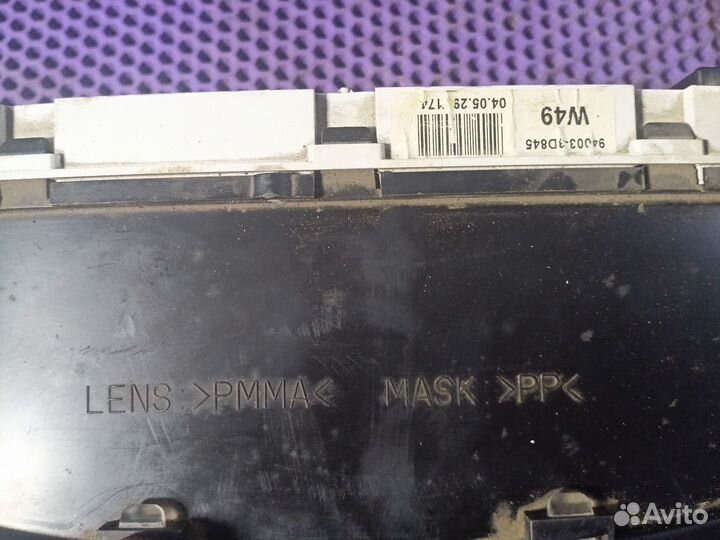 94003-3D845
W49
04.05.29 174
LENS: >PMMA< MASK >PP<
Avito